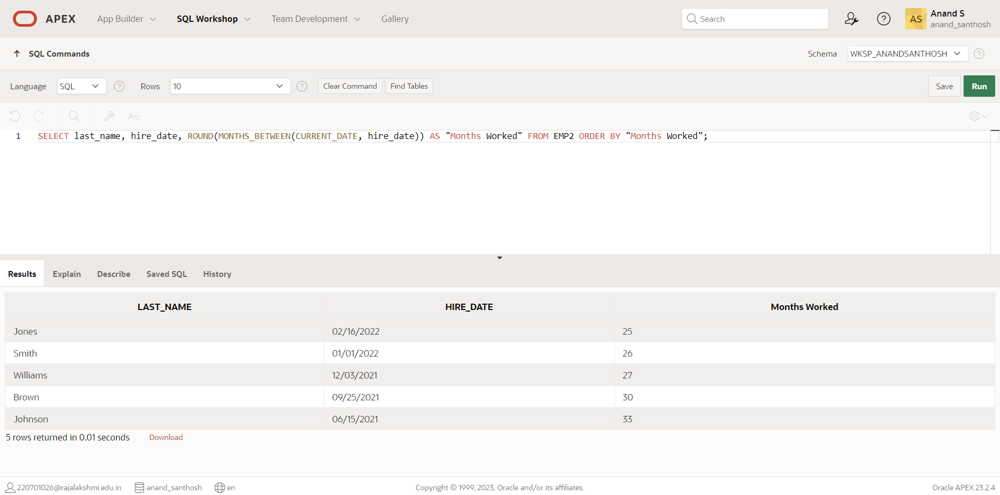 APEX App Builder SQL Workshop Team Development Gallery Search AS Anand S
anand_santhosh
SQL Commands Schema WKSP_ANANDSANTHOSH ?
Language SQL ? Rows 10 ? Clear Command Find Tables Save Run
A::
1 SELECT last_name, hire_date, ROUND(MONTHS_BETWEEN(CURRENT_DATE, hire_date)) AS "Months Worked" FROM EMP2 ORDER BY "Months Worked";
Results Explain Describe Saved SQL History
LAST_NAME HIRE_DATE Months Worked
Jones 02/16/2022 25
Smith 01/01/2022 26
Williams 12/03/2021 27
Brown 09/25/2021 30
Johnson 06/15/2021 33
5 rows returned in 0.01 seconds Download
220701026@rajalakshmi.edu.in anand_santhosh en Copyright © 1999, 2023, Oracle and/or its affiliates. Oracle APEX 23.2.4